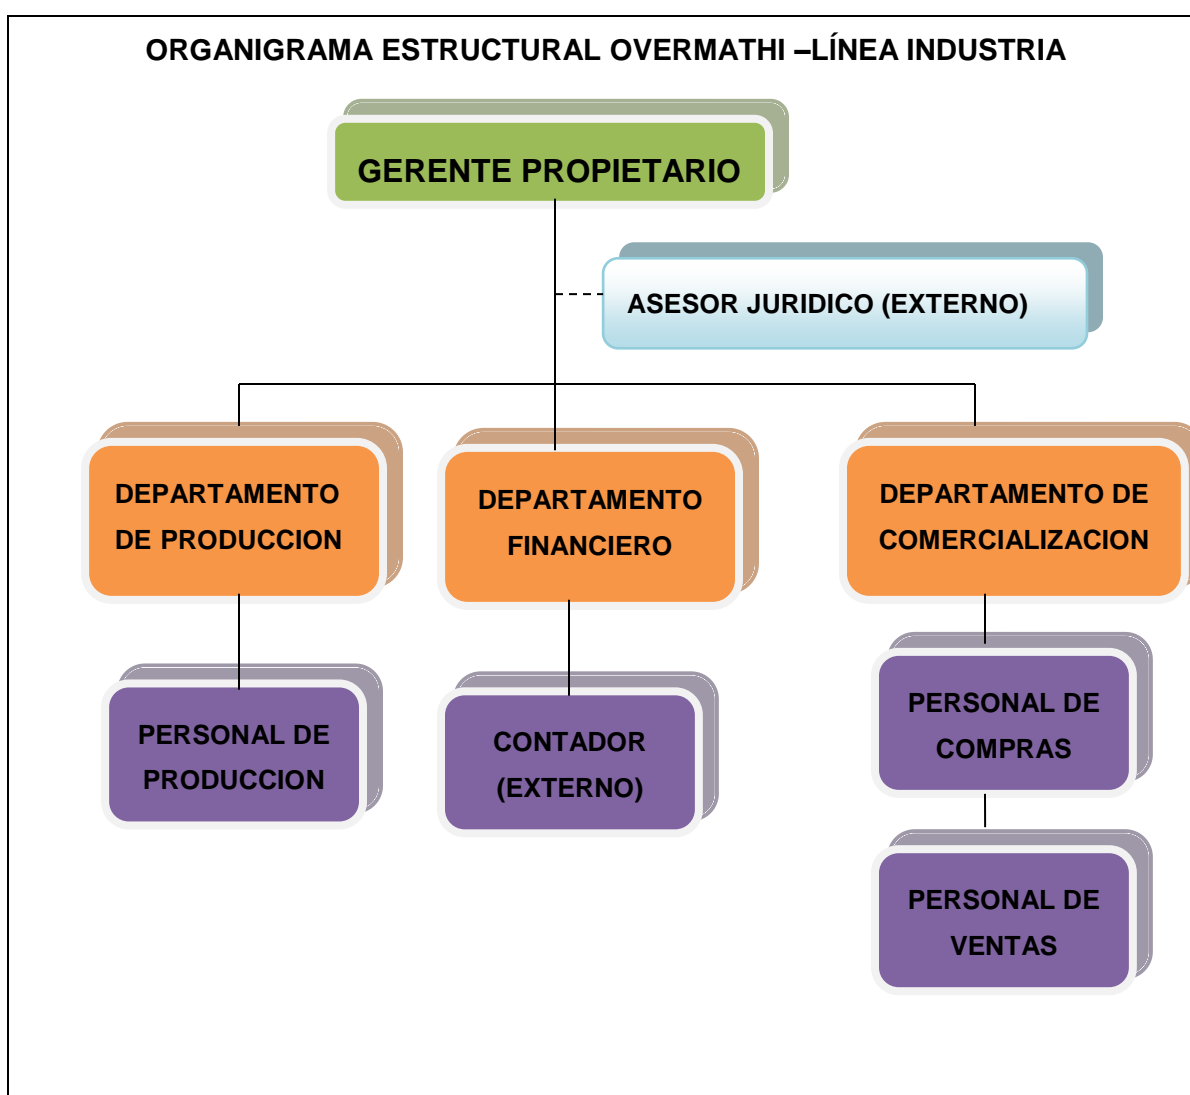 ORGANIGRAMA ESTRUCTURAL OVERMATHI –LÍNEA INDUSTRIA
GERENTE PROPIETARIO
ASESOR JURIDICO (EXTERNO)
DEPARTAMENTO
DE PRODUCCION
DEPARTAMENTO
FINANCIERO
DEPARTAMENTO DE
COMERCIALIZACION
PERSONAL DE
PRODUCCION
CONTADOR
(EXTERNO)
PERSONAL DE
COMPRAS
PERSONAL DE
VENTAS